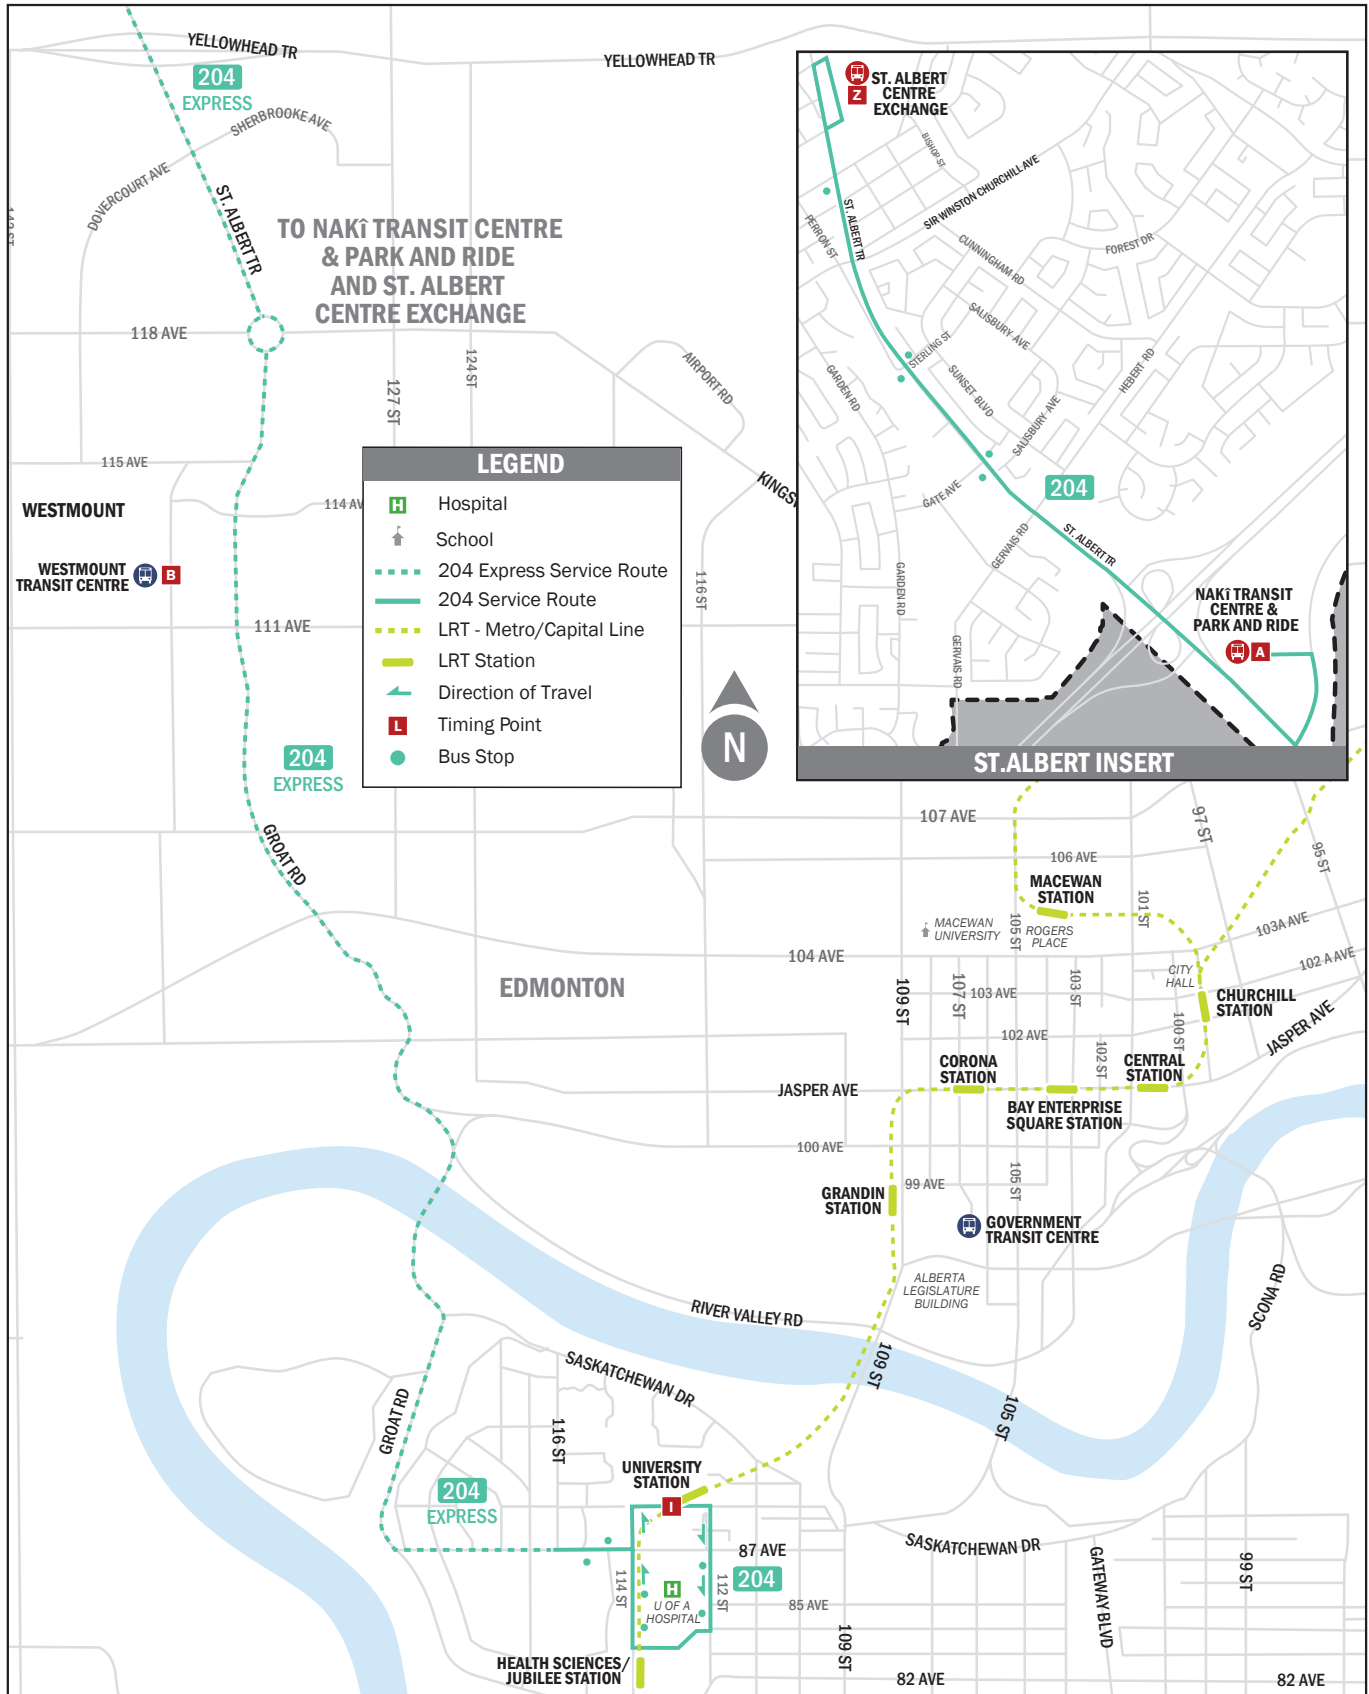 YELLOWHEAD TR
YELLOWHEAD TR
204
EXPRESS
SHERBROOKE AVE
DOVERCOURT AVE
ST. ALBERT TR
142 ST
TO NAKî TRANSIT CENTRE
& PARK AND RIDE
AND ST. ALBERT
CENTRE EXCHANGE
118 AVE
127 ST
124 ST
AIRPORT RD
115 AVE
114 AV
KINGS
WESTMOUNT
WESTMOUNT
TRANSIT CENTRE
B
111 AVE
116 ST
LEGEND
H
Hospital
School
204 Express Service Route
204 Service Route
LRT - Metro/Capital Line
LRT Station
Direction of Travel
L
Timing Point
Bus Stop
N
204
EXPRESS
GROAT RD
ST. ALBERT
CENTRE
EXCHANGE
Z
BISHOP ST
SIR WINSTON CHURCHILL AVE
PERRON ST
ST. ALBERT TR
CUNNINGHAM RD
FOREST DR
SALISBURY AVE
STERLING ST
HEBERT RD
GARDEN RD
SUNSET BLVD
SALISBURY AVE
GATE AVE
204
GERVAIS RD
ST. ALBERT TR
GARDEN RD
GERVAIS RD
NAKî TRANSIT
CENTRE &
PARK AND RIDE
A
ST.ALBERT INSERT
107 AVE
97 ST
95 ST
106 AVE
MACEWAN
STATION
101 ST
MACEWAN
UNIVERSITY
105 ST
ROGERS
PLACE
103A AVE
104 AVE
102 A AVE
CITY
HALL
EDMONTON
109 ST
107 ST
103 AVE
103 ST
CHURCHILL
STATION
102 AVE
102 ST
100 ST
JASPER AVE
CORONA
STATION
CENTRAL
STATION
JASPER AVE
BAY ENTERPRISE
SQUARE STATION
100 AVE
99 AVE
105 ST
GRANDIN
STATION
GOVERNMENT
TRANSIT CENTRE
ALBERTA
LEGISLATURE
BUILDING
RIVER VALLEY RD
SCONA RD
SASKATCHEWAN DR
109 ST
105 ST
GROAT RD
116 ST
UNIVERSITY
STATION
I
204
EXPRESS
87 AVE
SASKATCHEWAN DR
GATEWAY BLVD
99 ST
114 ST
H
U OF A
HOSPITAL
112 ST
204
85 AVE
109 ST
HEALTH SCIENCES/
JUBILEE STATION
82 AVE
82 AVE